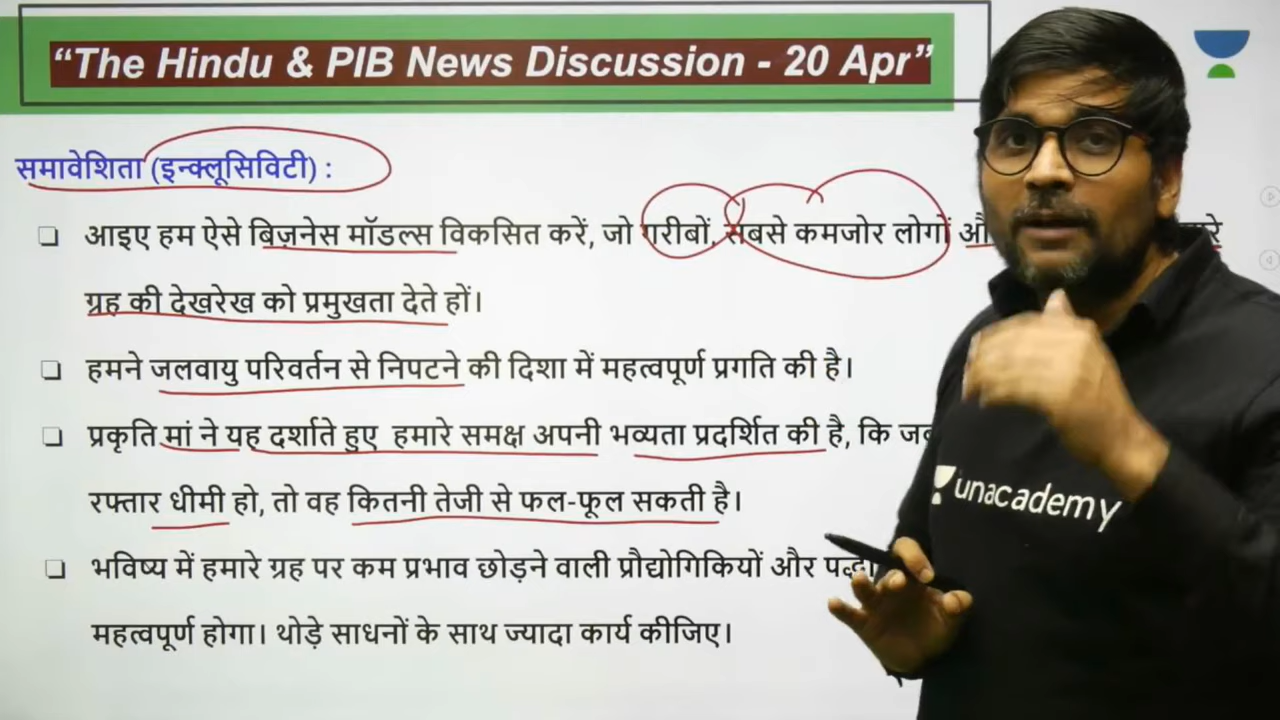 “The Hindu & PIB News Discussion - 20 Apr”
समावेशिता (इन्क्लूसिविटी) :
❑ आइए हम ऐसे बिज़नेस मॉडल्स विकसित करें, जो गरीबों, सबसे कमजोर लोगों
ग्रह की देखरेख को प्रमुखता देते हों।
❑ हमने जलवायु परिवर्तन से निपटने की दिशा में महत्वपूर्ण प्रगति की है।
❑ प्रकृति मां ने यह दर्शाते हुए हमारे समक्ष अपनी भव्यता प्रदर्शित की है, कि
रफ्तार धीमी हो, तो वह कितनी तेजी से फल-फूल सकती है।
❑ भविष्य में हमारे ग्रह पर कम प्रभाव छोड़ने वाली प्रौद्योगिकियों और
महत्वपूर्ण होगा। थोड़े साधनों के साथ ज्यादा कार्य कीजिए।
unacademy